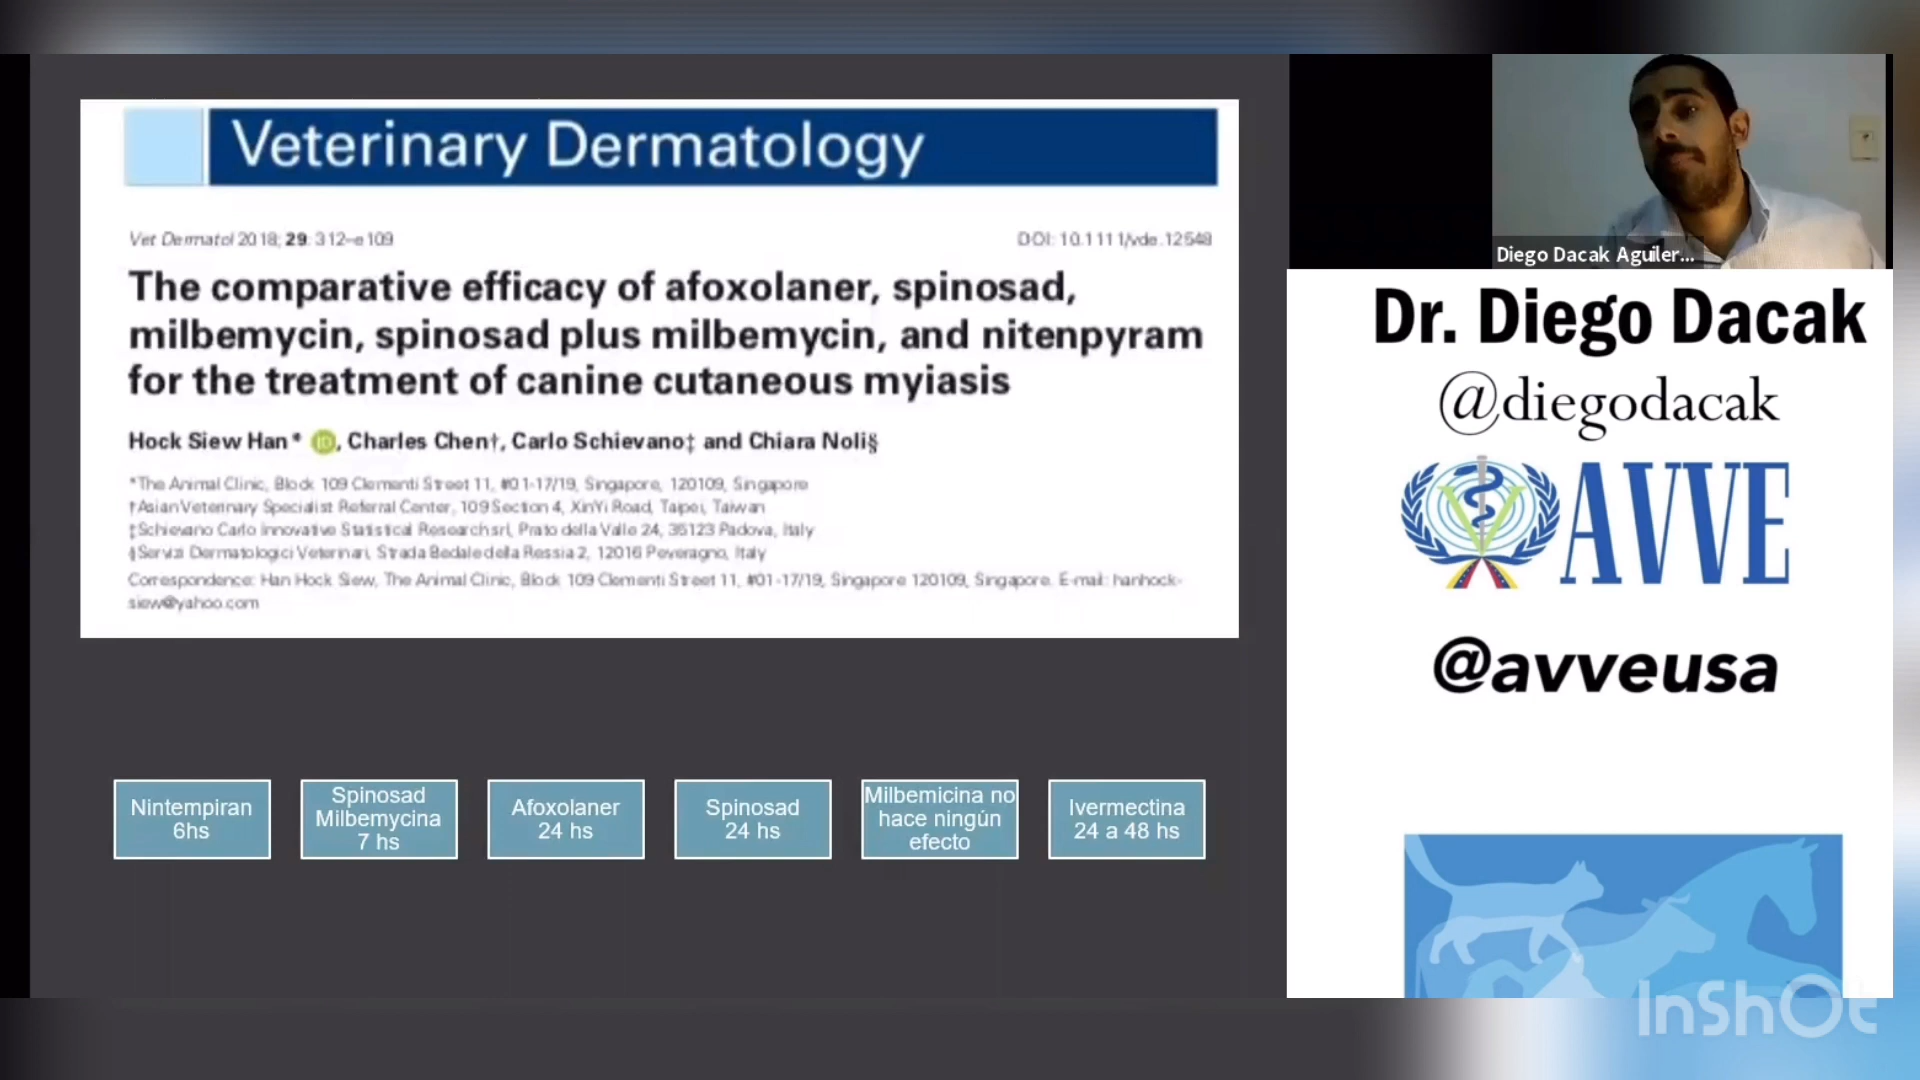 Veterinary Dermatology
Vet Dermatol 2018; 29: 312–e109
DOI: 10.1111/vde.12548
The comparative efficacy of afoxolaner, spinosad,
milbemycin, spinosad plus milbemycin, and nitenpyram
for the treatment of canine cutaneous myiasis
Hock Siew Han* iD, Charles Chen†, Carlo Schievano‡ and Chiara Noli§
*The Animal Clinic, Block 109 Clementi Street 11, #01-17/19, Singapore, 120109, Singapore
†Asian Veterinary Specialist Referral Center, 109 Section 4, XinYi Road, Taipei, Taiwan
‡Schievano Carlo Innovative Statistical Research srl, Prato della Valle 24, 35123 Padova, Italy
§Servizi Dermatologici Veterinari, Strada Bedale della Ressia 2, 12016 Peveragno, Italy
Correspondence: Han Hock Siew, The Animal Clinic, Block 109 Clementi Street 11, #01-17/19, Singapore 120109, Singapore. E-mail: hanhock-
siew@yahoo.com
Nintempiran
6hs
Spinosad
Milbemycina
7 hs
Afoxolaner
24 hs
Spinosad
24 hs
Milbemicina no
hace ningún
efecto
Ivermectina
24 a 48 hs
Diego Dacak Aguiler...
Dr. Diego Dacak
@diegodacak
AVVE
@avveusa
InShOt